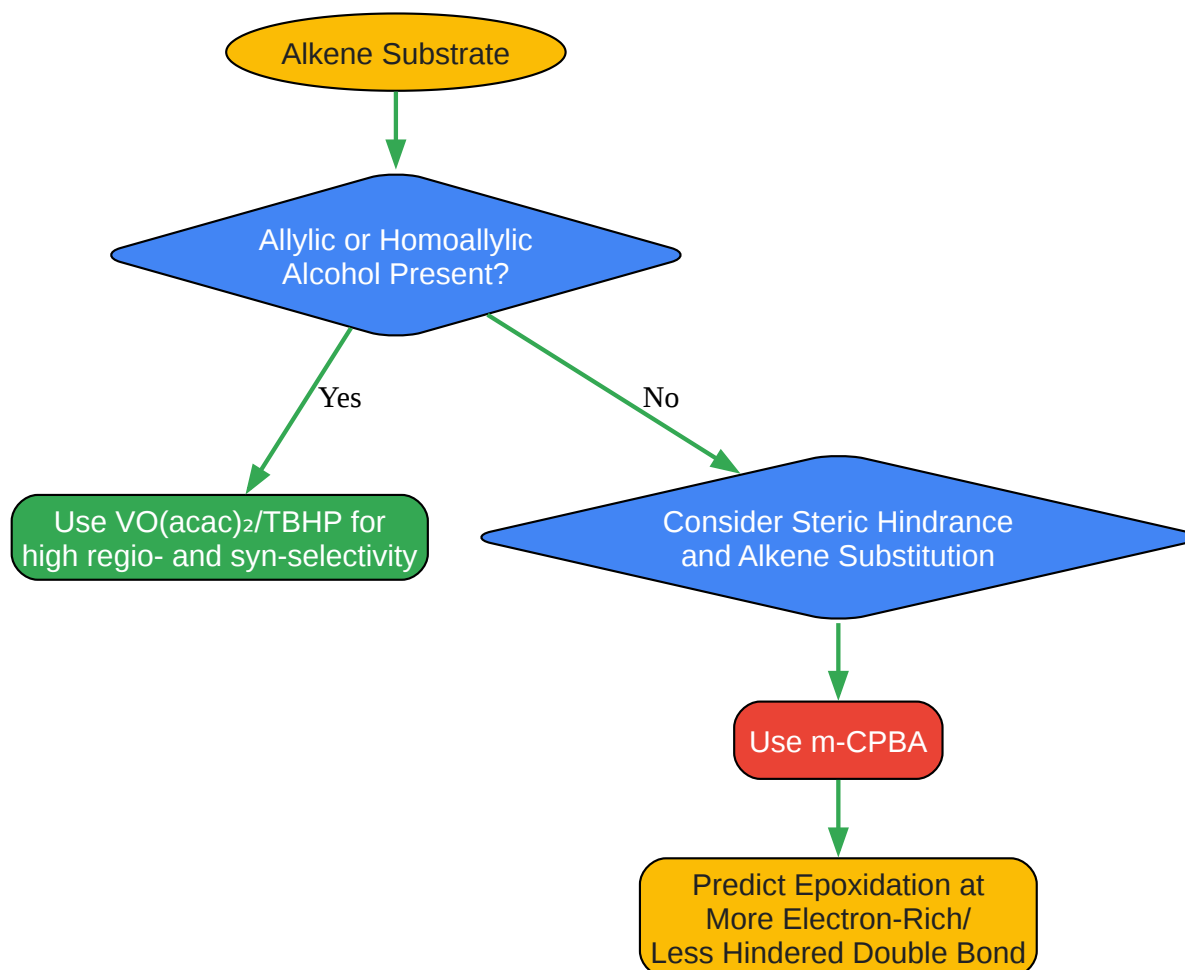 Alkene Substrate
Allylic or Homoallylic
Alcohol Present?
Yes
No
Use VO(acac)₂/TBHP for
high regio- and syn-selectivity
Consider Steric Hindrance
and Alkene Substitution
Use m-CPBA
Predict Epoxidation at
More Electron-Rich/
Less Hindered Double Bond